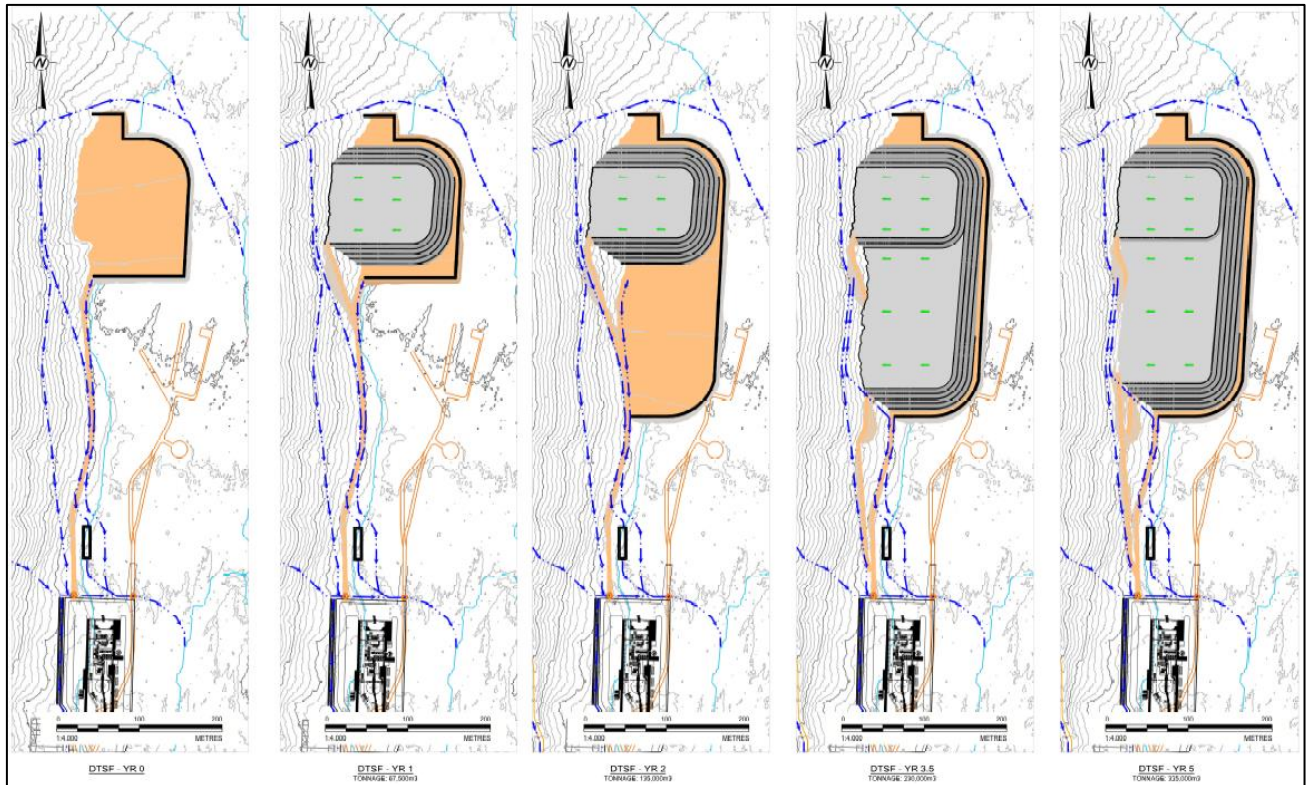 N
N
N
N
N
0 100 200
1:4,000 METRES
DTSF - YR 0
0 100 200
1:4,000 METRES
DTSF - YR 1
TONNAGE: 67,500m3
0 100 200
1:4,000 METRES
DTSF - YR 2
TONNAGE: 135,000m3
0 100 200
1:4,000 METRES
DTSF - YR 3.5
TONNAGE: 230,000m3
0 100 200
1:4,000 METRES
DTSF - YR 5
TONNAGE: 335,000m3